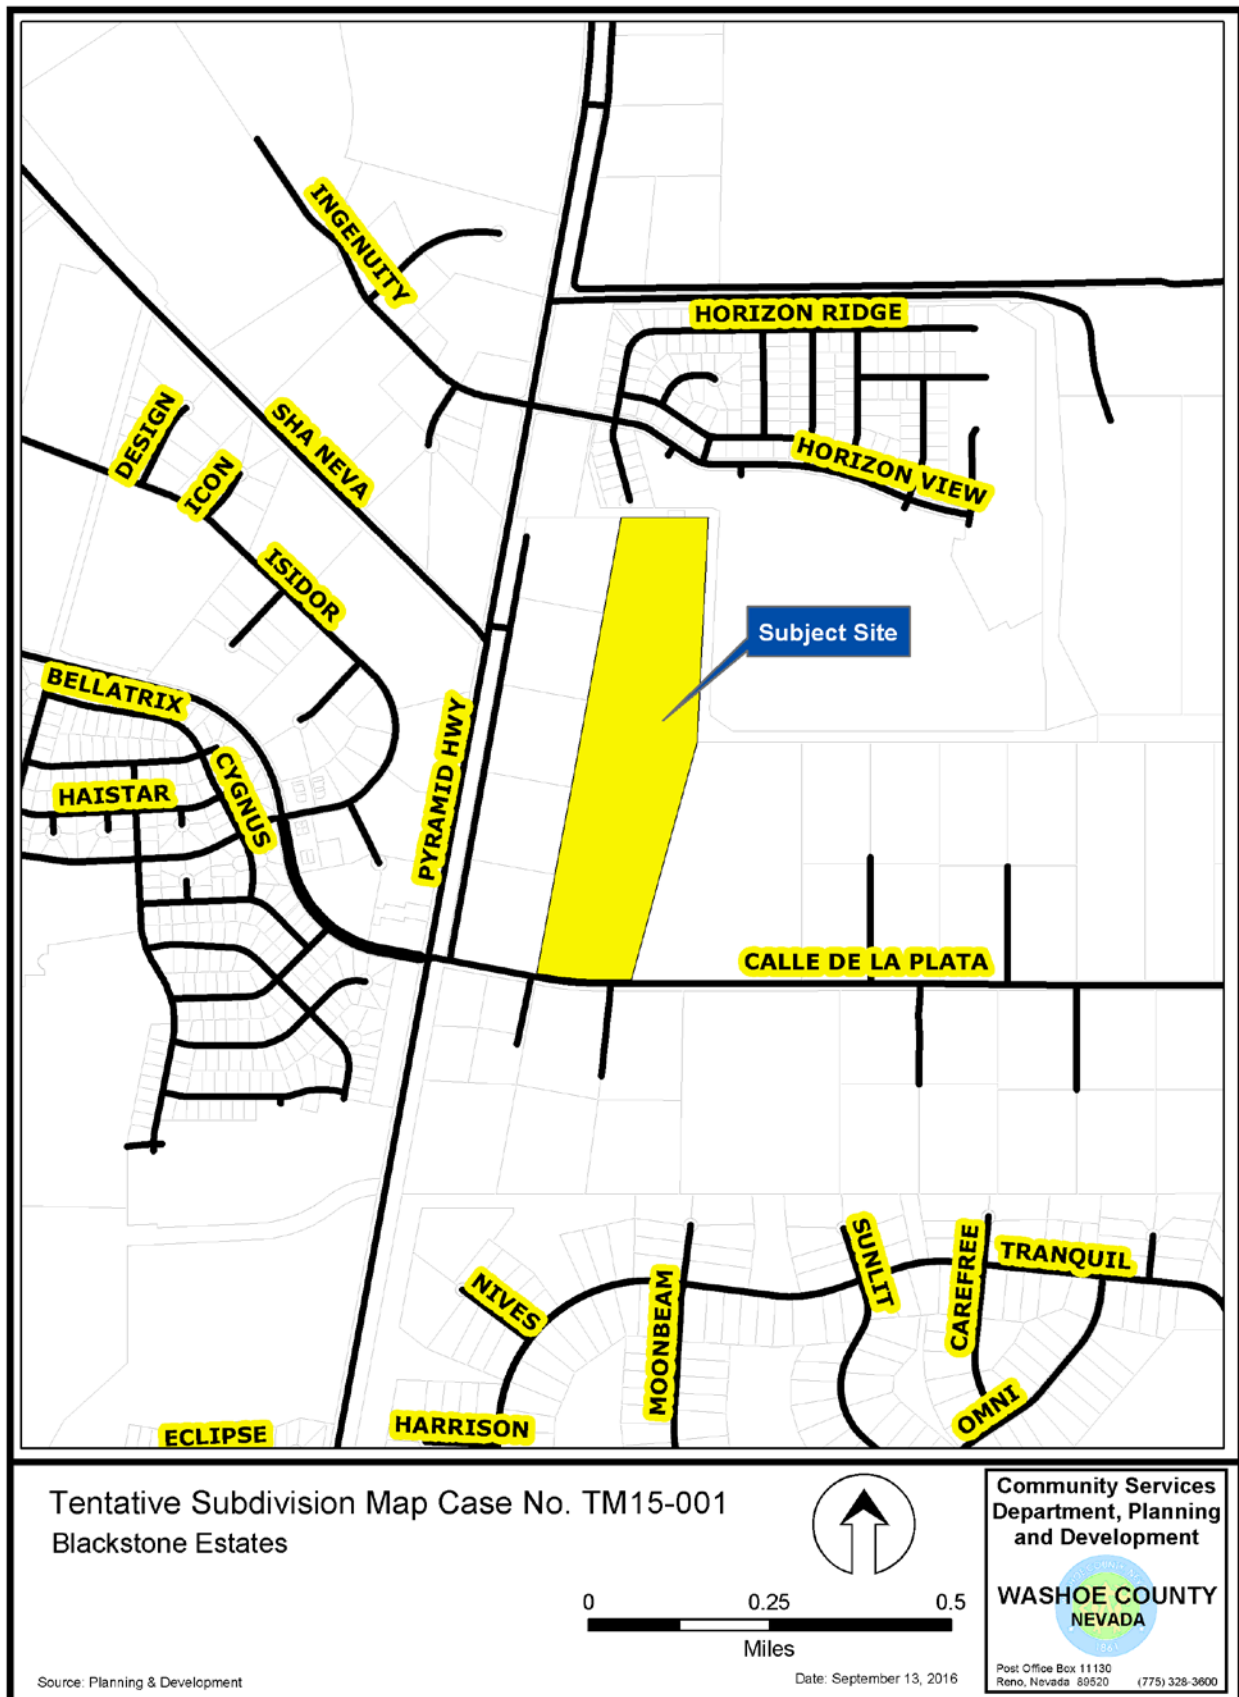 INGENUITY
HORIZON RIDGE
DESIGN
SHA NEVA
ICON
HORIZON VIEW
ISIDOR
Subject Site
BELLATRIX
PYRAMID HWY
CYGNUS
HAISTAR
CALLE DE LA PLATA
SUNLIT
CAREFREE
TRANQUIL
NIVES
MOONBEAM
OMNI
HARRISON
ECLIPSE
Tentative Subdivision Map Case No. TM15-001
Blackstone Estates
0 0.25 0.5
Miles
Source: Planning & Development
Date: September 13, 2016
Community Services
Department, Planning
and Development
WASHOE COUNTY
NEVADA
Post Office Box 11130
Reno, Nevada 89520 (775) 328-3600